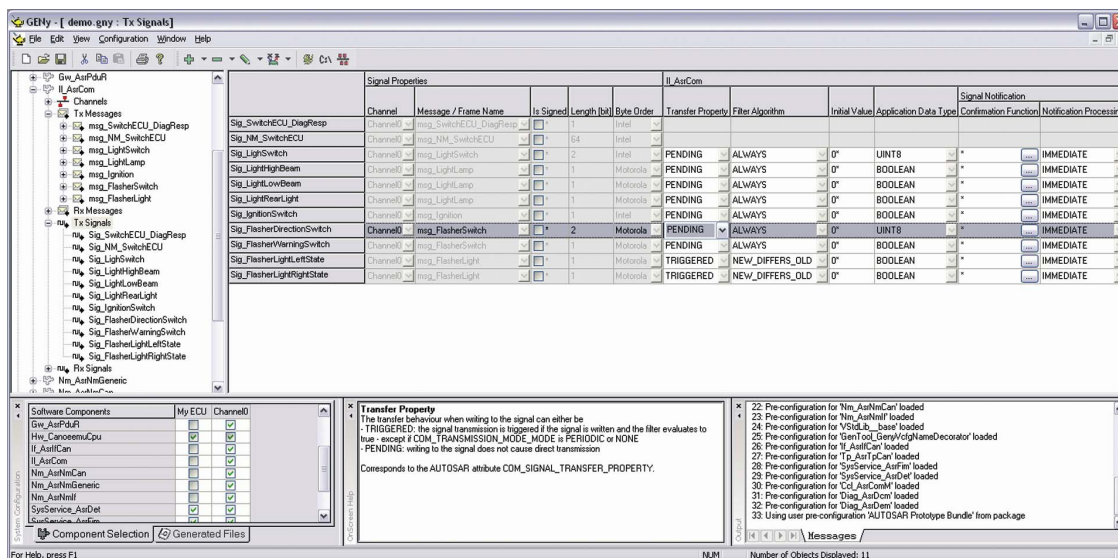 GENy - [ demo.gny : Tx Signals]
File Edit View Configuration Window Help
Gw_AsrPduR
Il_AsrCom
Channels
Tx Messages
msg_SwitchECU_DiagResp
msg_NM_SwitchECU
msg_LightSwitch
msg_LightLamp
msg_Ignition
msg_FlasherSwitch
msg_FlasherLight
Rx Messages
Tx Signals
Sig_SwitchECU_DiagResp
Sig_NM_SwitchECU
Sig_LighSwitch
Sig_LightHighBeam
Sig_LightLowBeam
Sig_LightRearLight
Sig_IgnitionSwitch
Sig_FlasherDirectionSwitch
Sig_FlasherWarningSwitch
Sig_FlasherLightLeftState
Sig_FlasherLightRightState
Rx Signals
Nm_AsrNmGeneric
Nm_AsrNmCan
Signal Properties Il_AsrCom
Signal Notification
Channel Message / Frame Name Is Signed Length [bit] Byte Order Transfer Property Filter Algorithm Initial Value Application Data Type Confirmation Function Notification Processin
Sig_SwitchECU_DiagResp Channel0 msg_SwitchECU_DiagResp * 1 Intel
Sig_NM_SwitchECU Channel0 msg_NM_SwitchECU * 64 Intel
Sig_LighSwitch Channel0 msg_LightSwitch * 2 Intel PENDING ALWAYS 0* UINT8 * ... IMMEDIATE
Sig_LightHighBeam Channel0 msg_LightLamp * 1 Motorola PENDING ALWAYS 0* BOOLEAN * ... IMMEDIATE
Sig_LightLowBeam Channel0 msg_LightLamp * 1 Motorola PENDING ALWAYS 0* BOOLEAN * ... IMMEDIATE
Sig_LightRearLight Channel0 msg_LightLamp * 1 Motorola PENDING ALWAYS 0* BOOLEAN * ... IMMEDIATE
Sig_IgnitionSwitch Channel0 msg_Ignition * 1 Intel PENDING ALWAYS 0* BOOLEAN * ... IMMEDIATE
Sig_FlasherDirectionSwitch Channel0 msg_FlasherSwitch * 2 Motorola PENDING ALWAYS 0* UINT8 * ... IMMEDIATE
Sig_FlasherWarningSwitch Channel0 msg_FlasherSwitch * 1 Motorola PENDING ALWAYS 0* BOOLEAN * ... IMMEDIATE
Sig_FlasherLightLeftState Channel0 msg_FlasherLight * 1 Motorola TRIGGERED NEW_DIFFERS_OLD 0* BOOLEAN * ... IMMEDIATE
Sig_FlasherLightRightState Channel0 msg_FlasherLight * 1 Motorola TRIGGERED NEW_DIFFERS_OLD 0* BOOLEAN * ... IMMEDIATE
System Configuration
Software Components My ECU Channel0
Gw_AsrPduR
Hw_CanoeemuCpu
If_AsrIfCan
Il_AsrCom
Nm_AsrNmCan
Nm_AsrNmGeneric
Nm_AsrNmIf
SysService_AsrDet
SysService_AsrFim
Component Selection Generated Files
OnScreen Help
Transfer Property
The transfer behaviour when writing to the signal can either be
- TRIGGERED: the signal transmission is triggered if the signal is written and the filter evaluates to
true - except if COM_TRANSMISSION_MODE_MODE is PERIODIC or NONE
- PENDING: writing to the signal does not cause direct transmission
Corresponds to the AUTOSAR attribute COM_SIGNAL_TRANSFER_PROPERTY.
Output
22: Pre-configuration for 'Nm_AsrNmCan' loaded
23: Pre-configuration for 'Nm_AsrNmIf' loaded
24: Pre-configuration for 'VStdLib__base' loaded
25: Pre-configuration for 'GenTool_GenyVcfgNameDecorator' loaded
26: Pre-configuration for 'If_AsrIfCan' loaded
27: Pre-configuration for 'Tp_AsrTpCan' loaded
28: Pre-configuration for 'SysService_AsrFim' loaded
29: Pre-configuration for 'SysService_AsrDet' loaded
30: Pre-configuration for 'Ccl_AsrComM' loaded
31: Pre-configuration for 'Diag_AsrDcm' loaded
32: Pre-configuration for 'Diag_AsrDem' loaded
33: Using user pre-configuration 'AUTOSAR Prototype Bundle' from package
Messages
For Help, press F1 NUM Number of Objects Displayed: 11